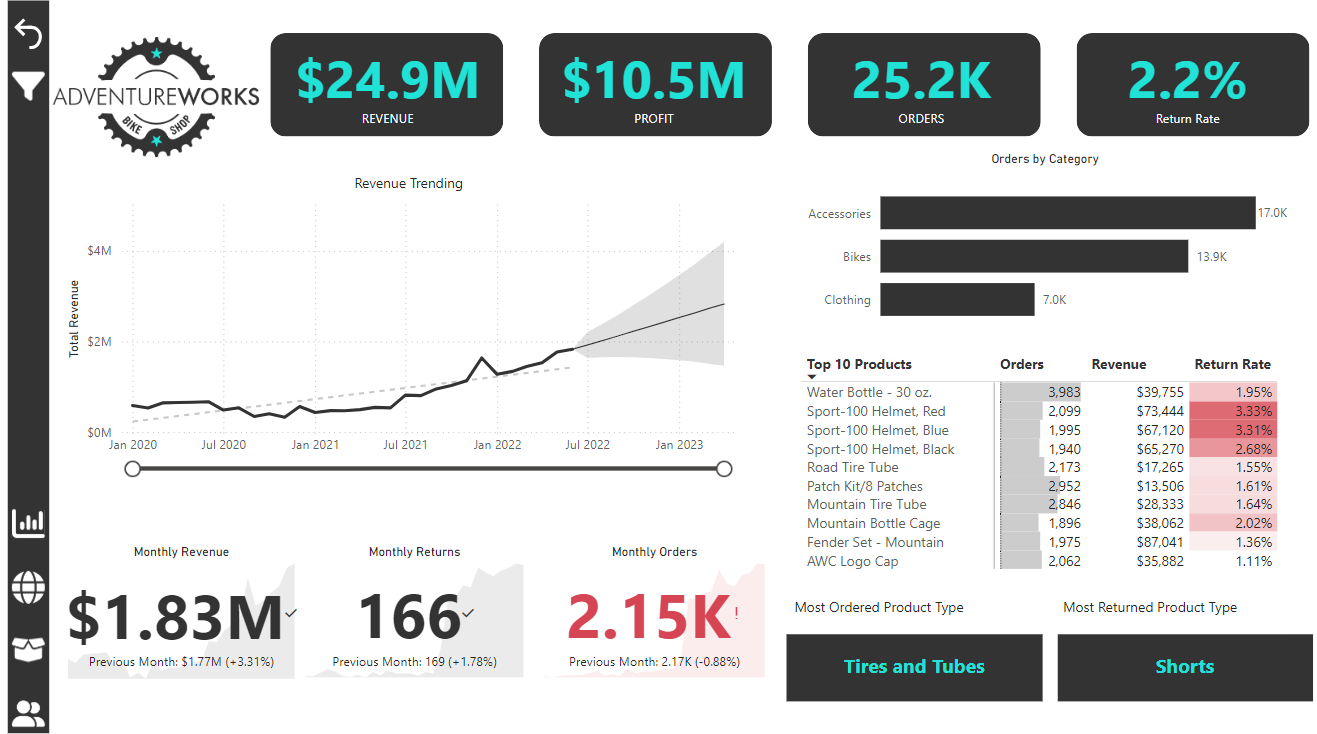 ADVENTUREWORKS
BIKE SHOP
$24.9M
REVENUE
$10.5M
PROFIT
25.2K
ORDERS
2.2%
Return Rate
Revenue Trending
Total Revenue
$4M
$2M
$0M
Jan 2020 Jul 2020 Jan 2021 Jul 2021 Jan 2022 Jul 2022 Jan 2023
Orders by Category
Accessories 17.0K
Bikes 13.9K
Clothing 7.0K
Top 10 Products Orders Revenue Return Rate
Water Bottle - 30 oz. 3,983 $39,755 1.95%
Sport-100 Helmet, Red 2,099 $73,444 3.33%
Sport-100 Helmet, Blue 1,995 $67,120 3.31%
Sport-100 Helmet, Black 1,940 $65,270 2.68%
Road Tire Tube 2,173 $17,265 1.55%
Patch Kit/8 Patches 2,952 $13,506 1.61%
Mountain Tire Tube 2,846 $28,333 1.64%
Mountain Bottle Cage 1,896 $38,062 2.02%
Fender Set - Mountain 1,975 $87,041 1.36%
AWC Logo Cap 2,062 $35,882 1.11%
Monthly Revenue
$1.83M
Previous Month: $1.77M (+3.31%)
Monthly Returns
166
Previous Month: 169 (+1.78%)
Monthly Orders
2.15K !
Previous Month: 2.17K (-0.88%)
Most Ordered Product Type
Tires and Tubes
Most Returned Product Type
Shorts